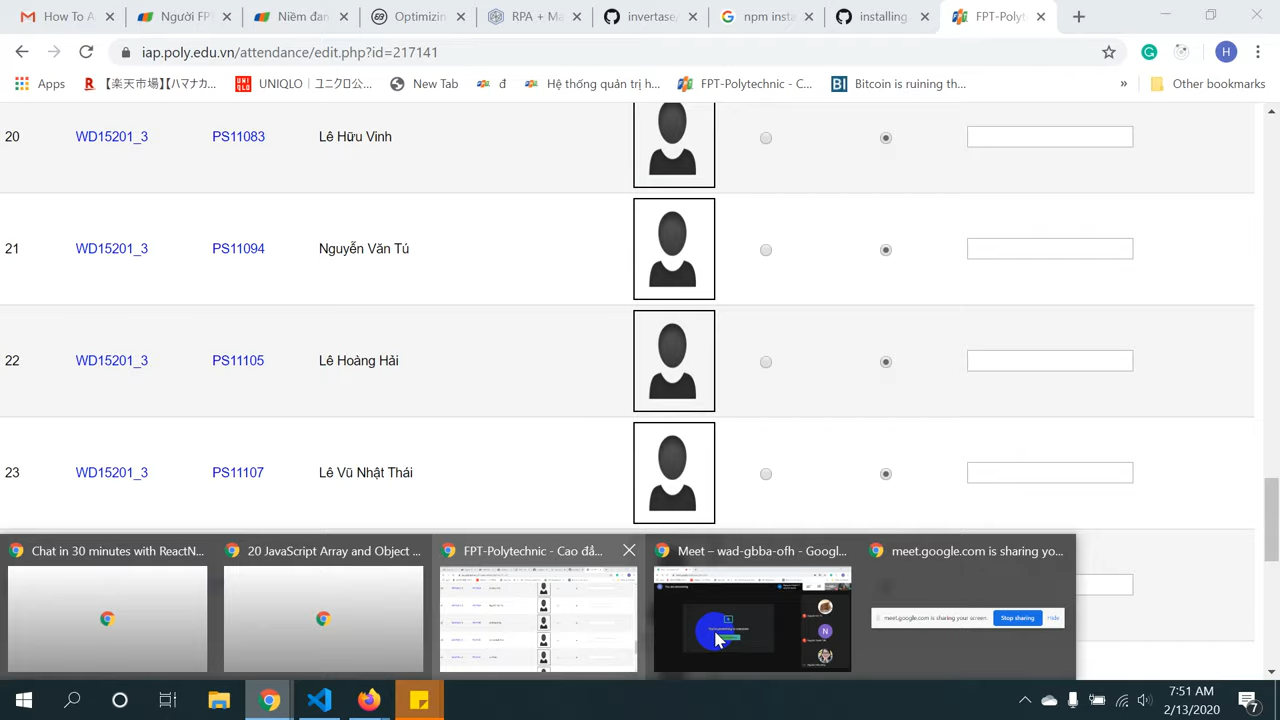 How To A
Người FP
Niềm đan
Optimizin
RPA + Ma
invertase/
npm insta
installing
FPT-Polyt
iap.poly.edu.vn/attendance/edit.php?id=217141
H
Apps
【楽天市場】【ハマナカ...
UNIQLO | ユニクロ公...
New Tab
đ
Hệ thống quản trị h...
FPT-Polytechnic - C...
Bitcoin is ruining th...
»
Other bookmarks
20 WD15201_3 PS11083 Lê Hữu Vinh
21 WD15201_3 PS11094 Nguyễn Văn Tú
22 WD15201_3 PS11105 Lê Hoàng Hải
23 WD15201_3 PS11107 Lê Vũ Nhật Thái
Chat in 30 minutes with ReactN...
20 JavaScript Array and Object ...
FPT-Polytechnic - Cao đẳ...
Meet – wad-gbba-ofh - Googl...
meet.google.com is sharing yo...
N
meet.google.com is sharing your screen.
Stop sharing
Hide
7:51 AM
2/13/2020
7